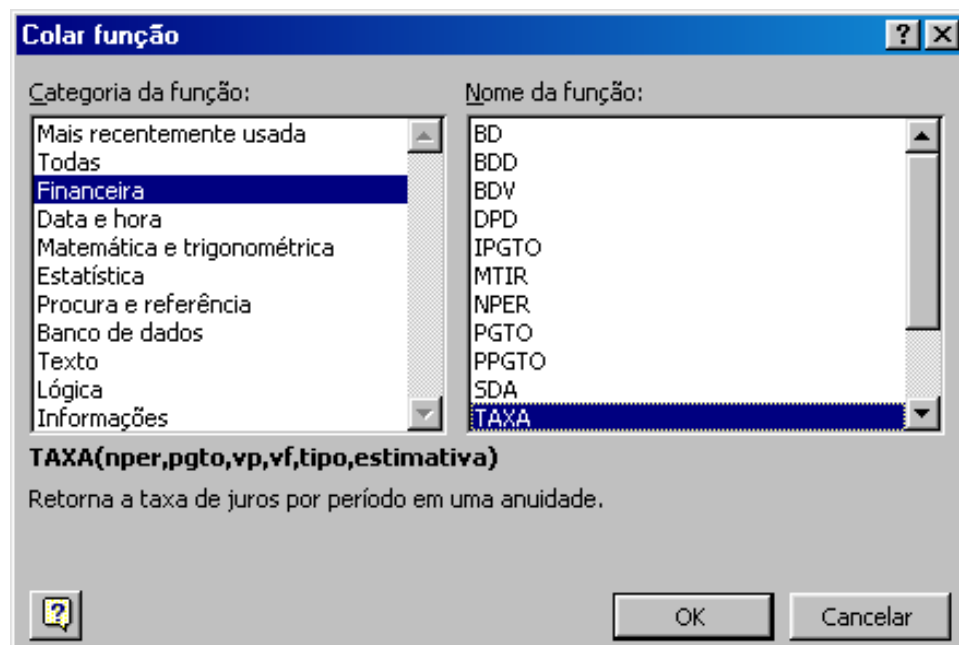 Colar função
Categoria da função:
Mais recentemente usada
Todas
Financeira
Data e hora
Matemática e trigonométrica
Estatística
Procura e referência
Banco de dados
Texto
Lógica
Informações
Nome da função:
BD
BDD
BDV
DPD
IPGTO
MTIR
NPER
PGTO
PPGTO
SDA
TAXA
TAXA(nper,pgto,vp,vf,tipo,estimativa)
Retorna a taxa de juros por período em uma anuidade.
OK
Cancelar